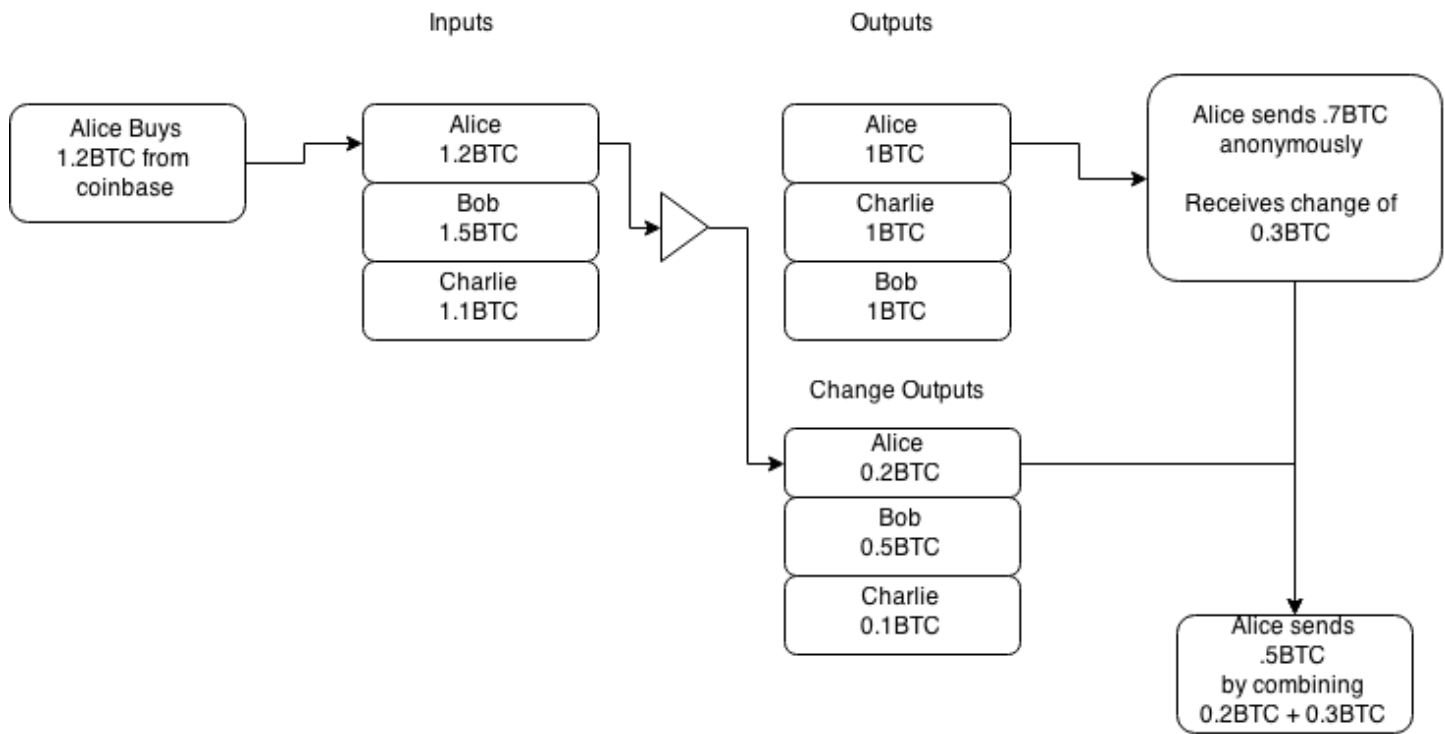 Inputs
Outputs
Alice Buys
1.2BTC from
coinbase
Alice
1.2BTC
Bob
1.5BTC
Charlie
1.1BTC
Alice
1BTC
Charlie
1BTC
Bob
1BTC
Alice sends .7BTC
anonymously
Receives change of
0.3BTC
Change Outputs
Alice
0.2BTC
Bob
0.5BTC
Charlie
0.1BTC
Alice sends
.5BTC
by combining
0.2BTC + 0.3BTC